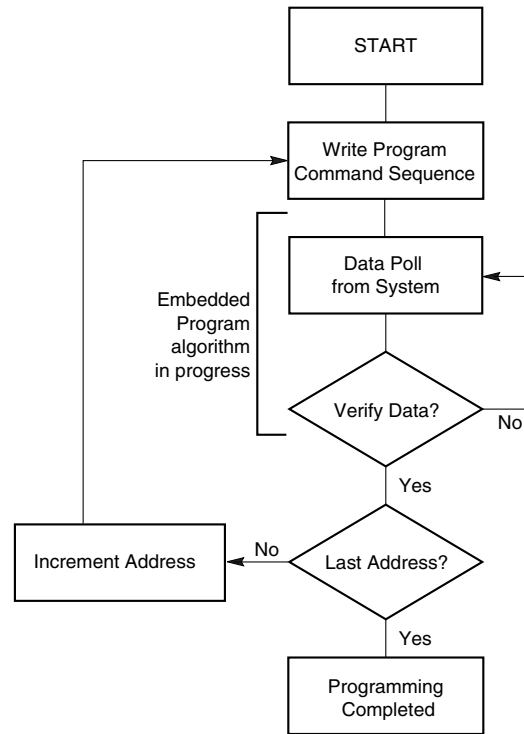 START
Write Program
Command Sequence
Data Poll
from System
Embedded
Program
algorithm
in progress
Verify Data?
No
Yes
Last Address?
No
Increment Address
Yes
Programming
Completed